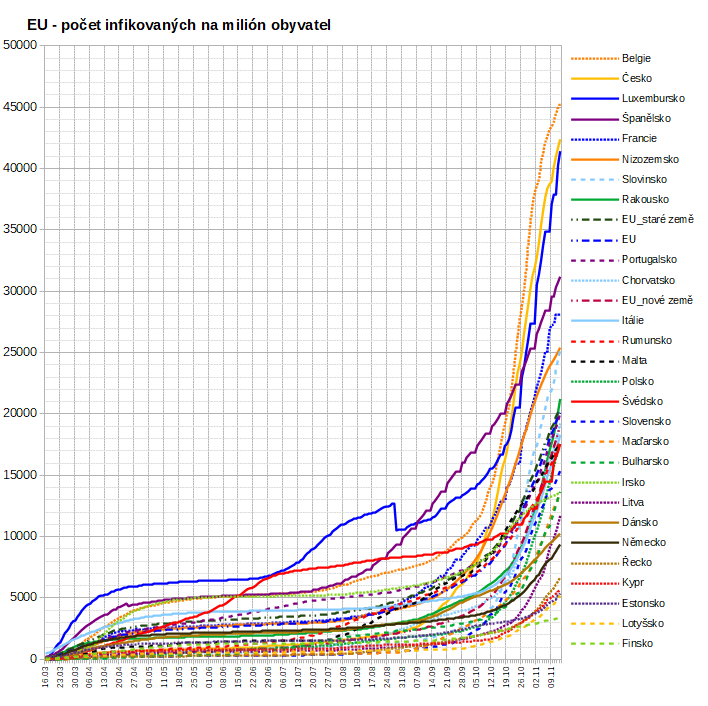 EU - počet infikovaných na milión obyvatel
50000
45000
40000
35000
30000
25000
20000
15000
10000
5000
0
Belgie
Česko
Luxembursko
Španělsko
Francie
Nizozemsko
Slovinsko
Rakousko
EU_staré země
EU
Portugalsko
Chorvatsko
EU_nové země
Itálie
Rumunsko
Malta
Polsko
Švédsko
Slovensko
Maďarsko
Bulharsko
Irsko
Litva
Dánsko
Německo
Řecko
Kypr
Estonsko
Lotyšsko
Finsko
16.03
23.03
30.03
06.04
13.04
20.04
27.04
04.05
11.05
18.05
25.05
01.06
08.06
15.06
22.06
29.06
06.07
13.07
20.07
27.07
03.08
10.08
17.08
24.08
31.08
07.09
14.09
21.09
28.09
05.10
12.10
19.10
26.10
02.11
09.11